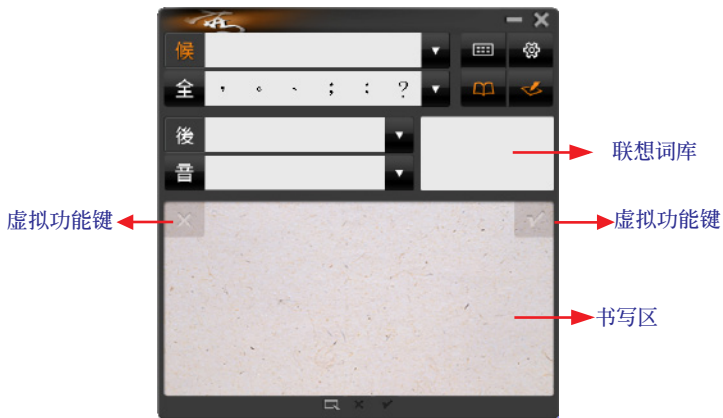 候
全 ， 。 、 ； ： ？
後
音
联想词库
虚拟功能键
虚拟功能键
书写区